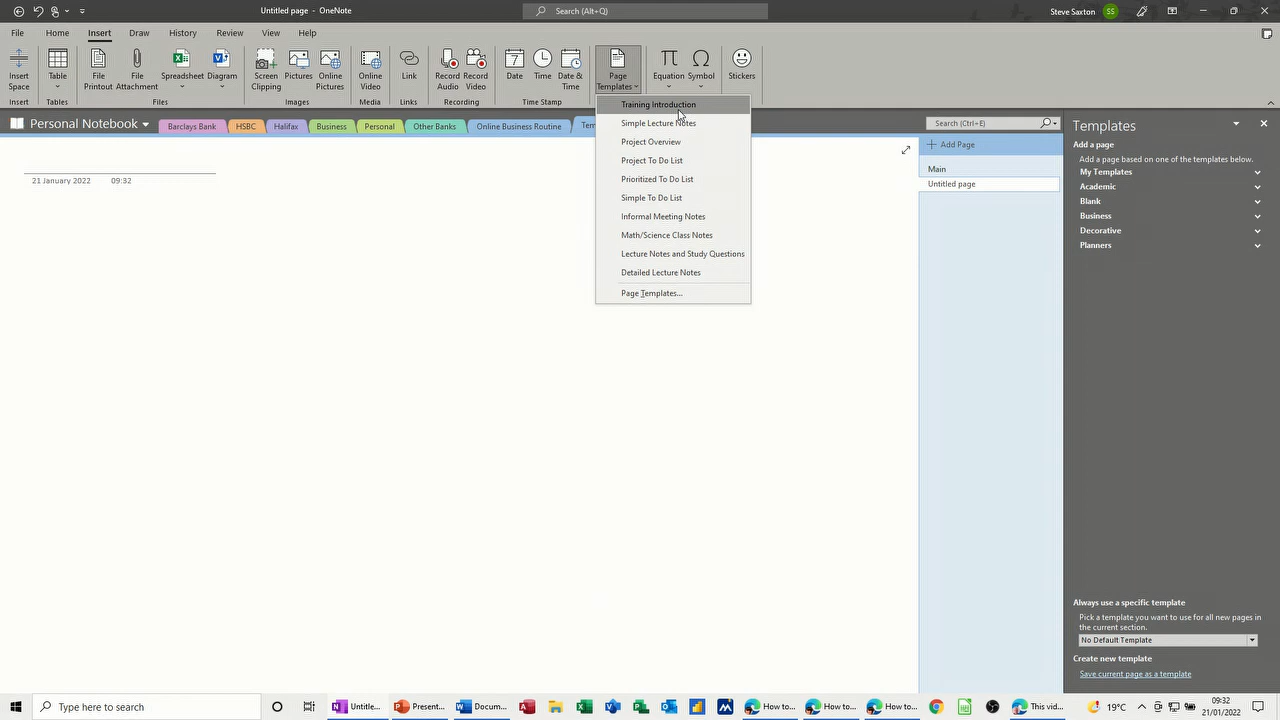 Untitled page - OneNote
Search (Alt+Q)
Steve Saxton
SS
File
Home
Insert
Draw
History
Review
View
Help
Insert Space
Table
File Printout
File Attachment
Spreadsheet
Diagram
Screen Clipping
Pictures
Online Pictures
Online Video
Link
Record Audio
Record Video
Date
Time
Date & Time
Page Templates
Equation
Symbol
Stickers
Insert
Tables
Files
Images
Media
Links
Recording
Time Stamp
Personal Notebook
Barclays Bank
HSBC
Halifax
Business
Personal
Other Banks
Online Business Routine
Tem
Search (Ctrl+E)
Training Introduction
Simple Lecture Notes
Project Overview
Project To Do List
Prioritized To Do List
Simple To Do List
Informal Meeting Notes
Math/Science Class Notes
Lecture Notes and Study Questions
Detailed Lecture Notes
Page Templates...
21 January 2022
09:32
Add Page
Main
Untitled page
Templates
Add a page
Add a page based on one of the templates below.
My Templates
Academic
Blank
Business
Decorative
Planners
Always use a specific template
Pick a template you want to use for all new pages in
the current section.
No Default Template
Create new template
Save current page as a template
Type here to search
Untitle...
Present...
Docum...
How to...
How to...
How to...
This vid...
19°C
09:32
21/01/2022